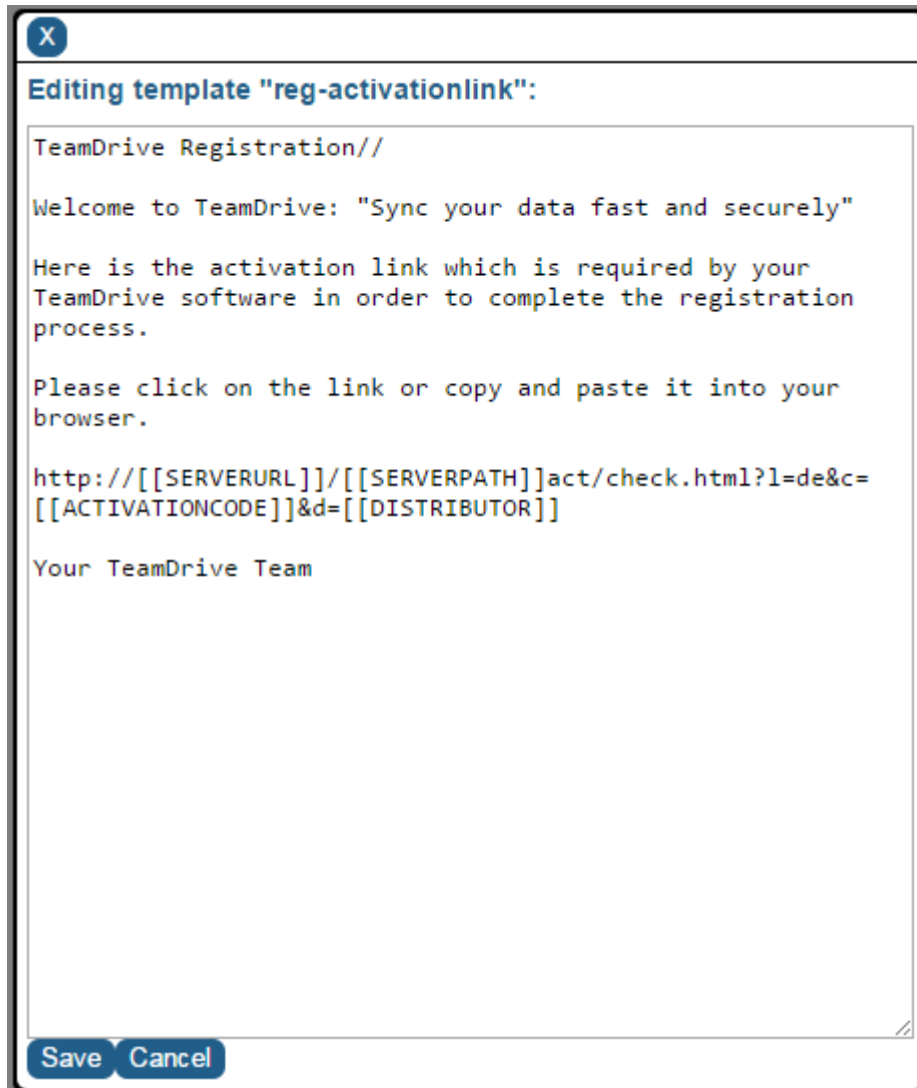 X
Editing template "reg-activationlink":
TeamDrive Registration//
Welcome to TeamDrive: "Sync your data fast and securely"
Here is the activation link which is required by your
TeamDrive software in order to complete the registration
process.
Please click on the link or copy and paste it into your
browser.
http://[[SERVERURL]]/[[SERVERPATH]]act/check.html?l=de&c=
[[ACTIVATIONCODE]]&d=[[DISTRIBUTOR]]
Your TeamDrive Team
Save Cancel